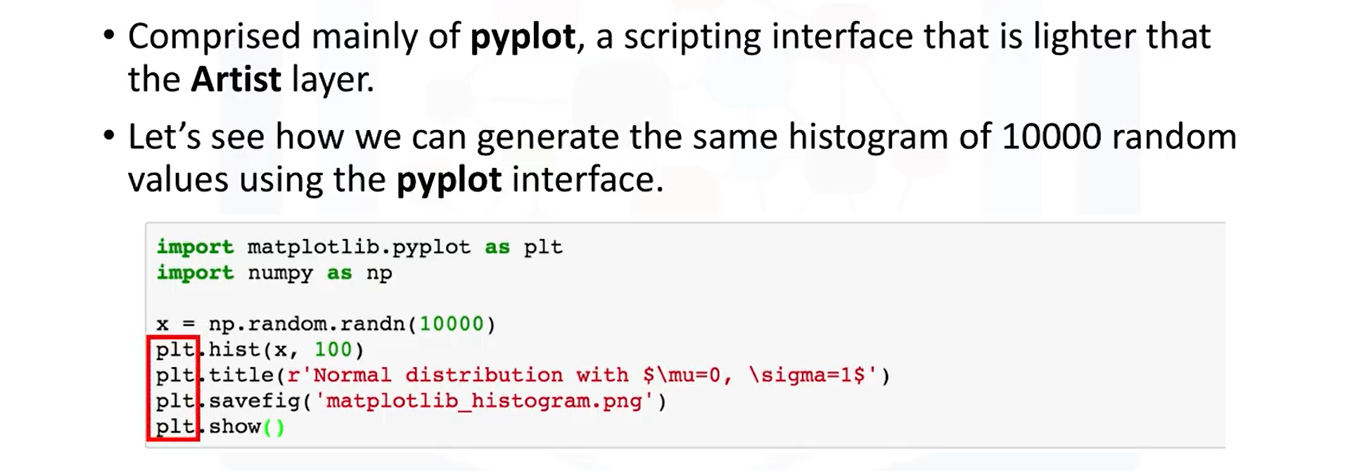 • Comprised mainly of pyplot, a scripting interface that is lighter that
the Artist layer.
• Let's see how we can generate the same histogram of 10000 random
values using the pyplot interface.
import matplotlib.pyplot as plt
import numpy as np
x = np.random.randn(10000)
plt.hist(x, 100)
plt.title(r'Normal distribution with $\mu=0, \sigma=1$')
plt.savefig('matplotlib_histogram.png')
plt.show()